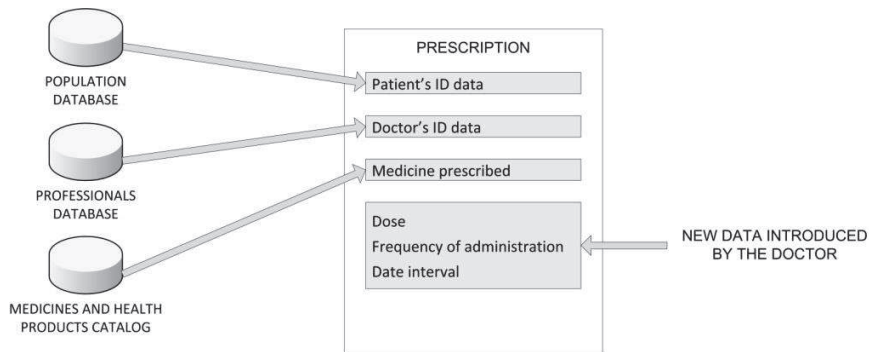 POPULATION
DATABASE
PROFESSIONALS
DATABASE
MEDICINES AND HEALTH
PRODUCTS CATALOG
PRESCRIPTION
Patient's ID data
Doctor's ID data
Medicine prescribed
Dose
Frequency of administration
Date interval
NEW DATA INTRODUCED
BY THE DOCTOR